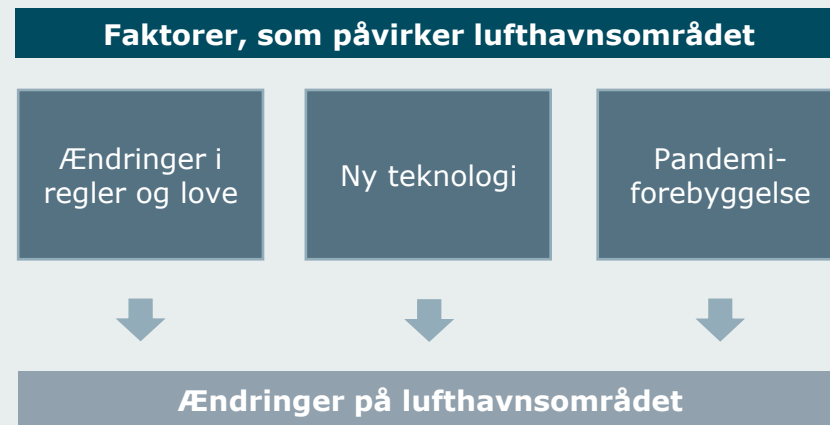 Faktorer, som påvirker lufthavnsområdet
Ændringer i
regler og love
Ny teknologi
Pandemi-
forebyggelse
Ændringer på lufthavnsområdet